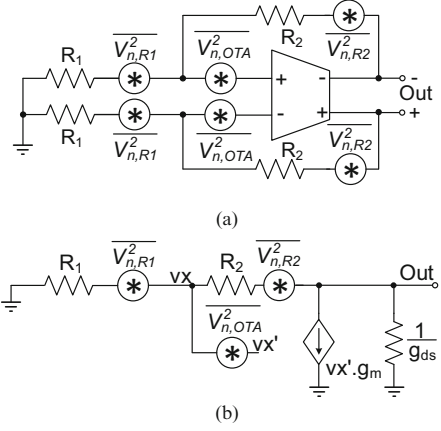 R₂ V²n,R2
R₁ V²n,R1 V²n,OTA
+ - -
Out
R₁ - + +
V²n,R1 V²n,OTA V²n,R2
R₂
(a)
R₁ V²n,R1 vx R₂ V²n,R2 Out
V²n,OTA
vx' vx'.gm 1/gds
(b)